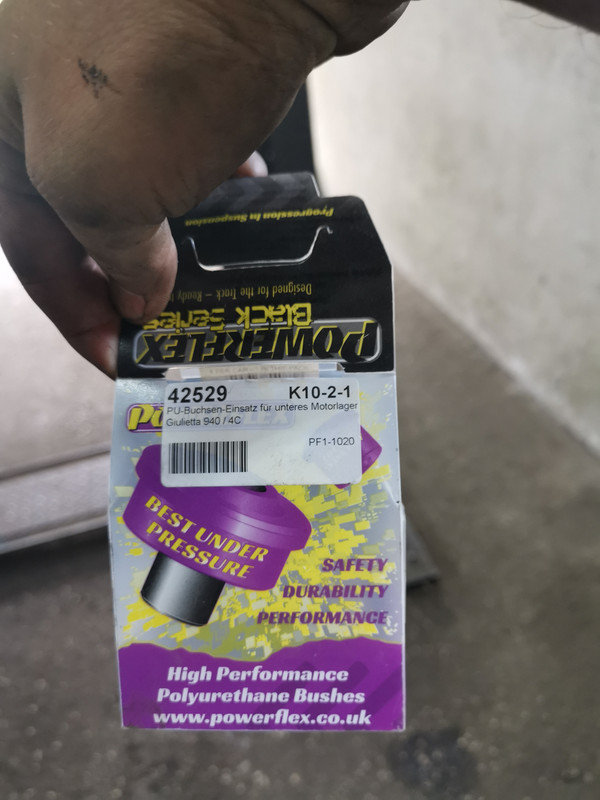 Progression in Suspension
Designed for the Track – Ready
Black Series
POWERFLEX
42529 K10-2-1
PU-Buchsen-Einsatz für unteres Motorlager
Giulietta 940 / 4C
PF1-1020
BEST UNDER
PRESSURE
SAFETY
DURABILITY
PERFORMANCE
High Performance
Polyurethane Bushes
www.powerflex.co.uk